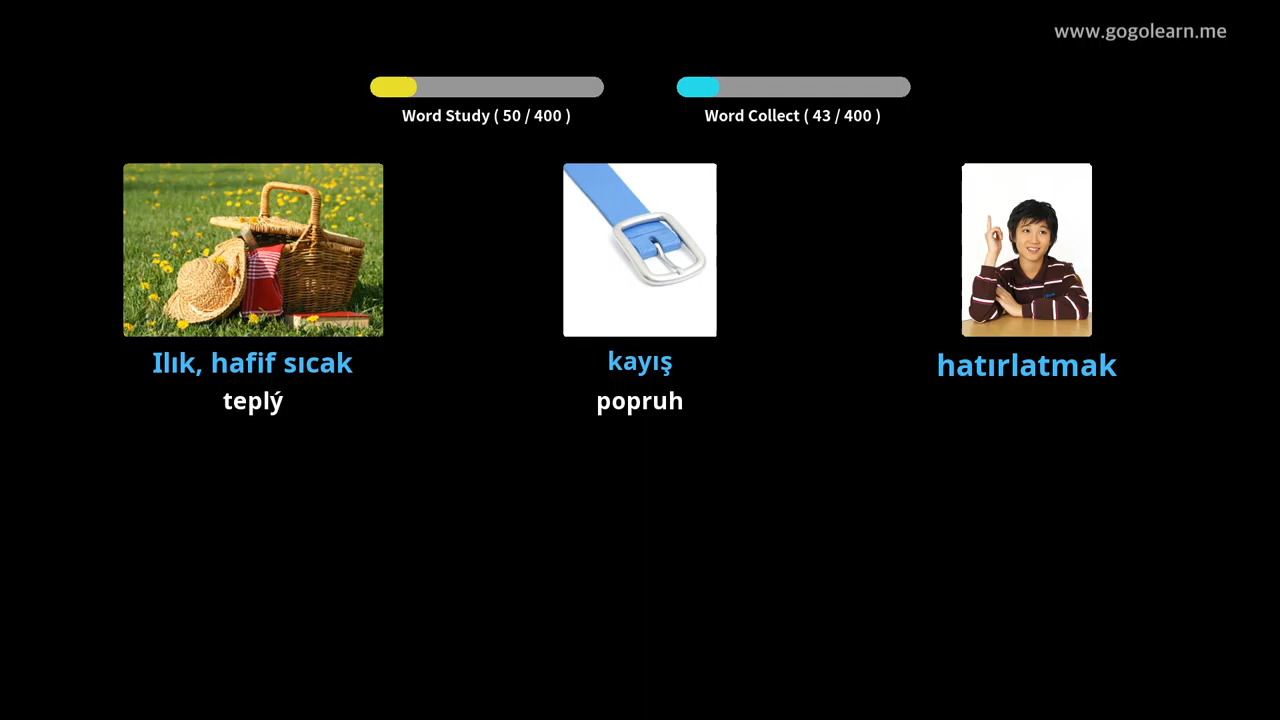 www.gogolearn.me
Word Study ( 50 / 400 )
Word Collect ( 43 / 400 )
Ilık, hafif sıcak
teplý
kayış
popruh
hatırlatmak